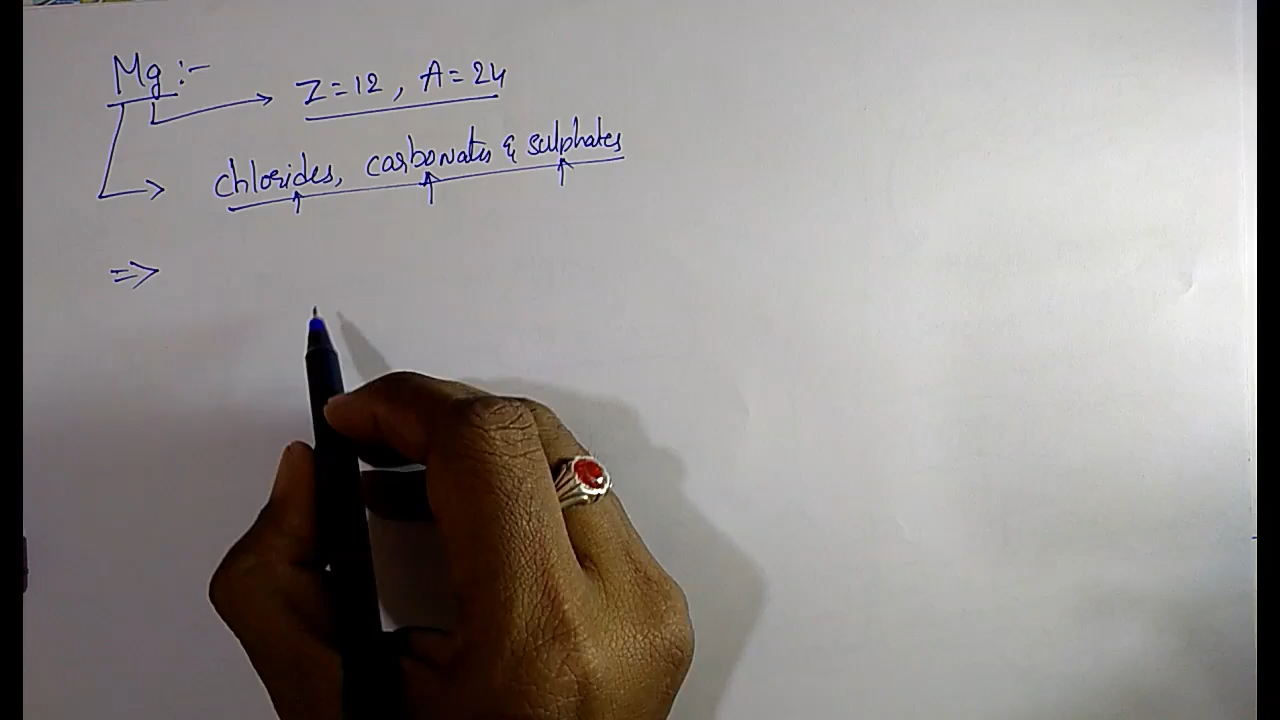 Mg :-
Z = 12 , A = 24
chlorides, carbonates & sulphates
⇒